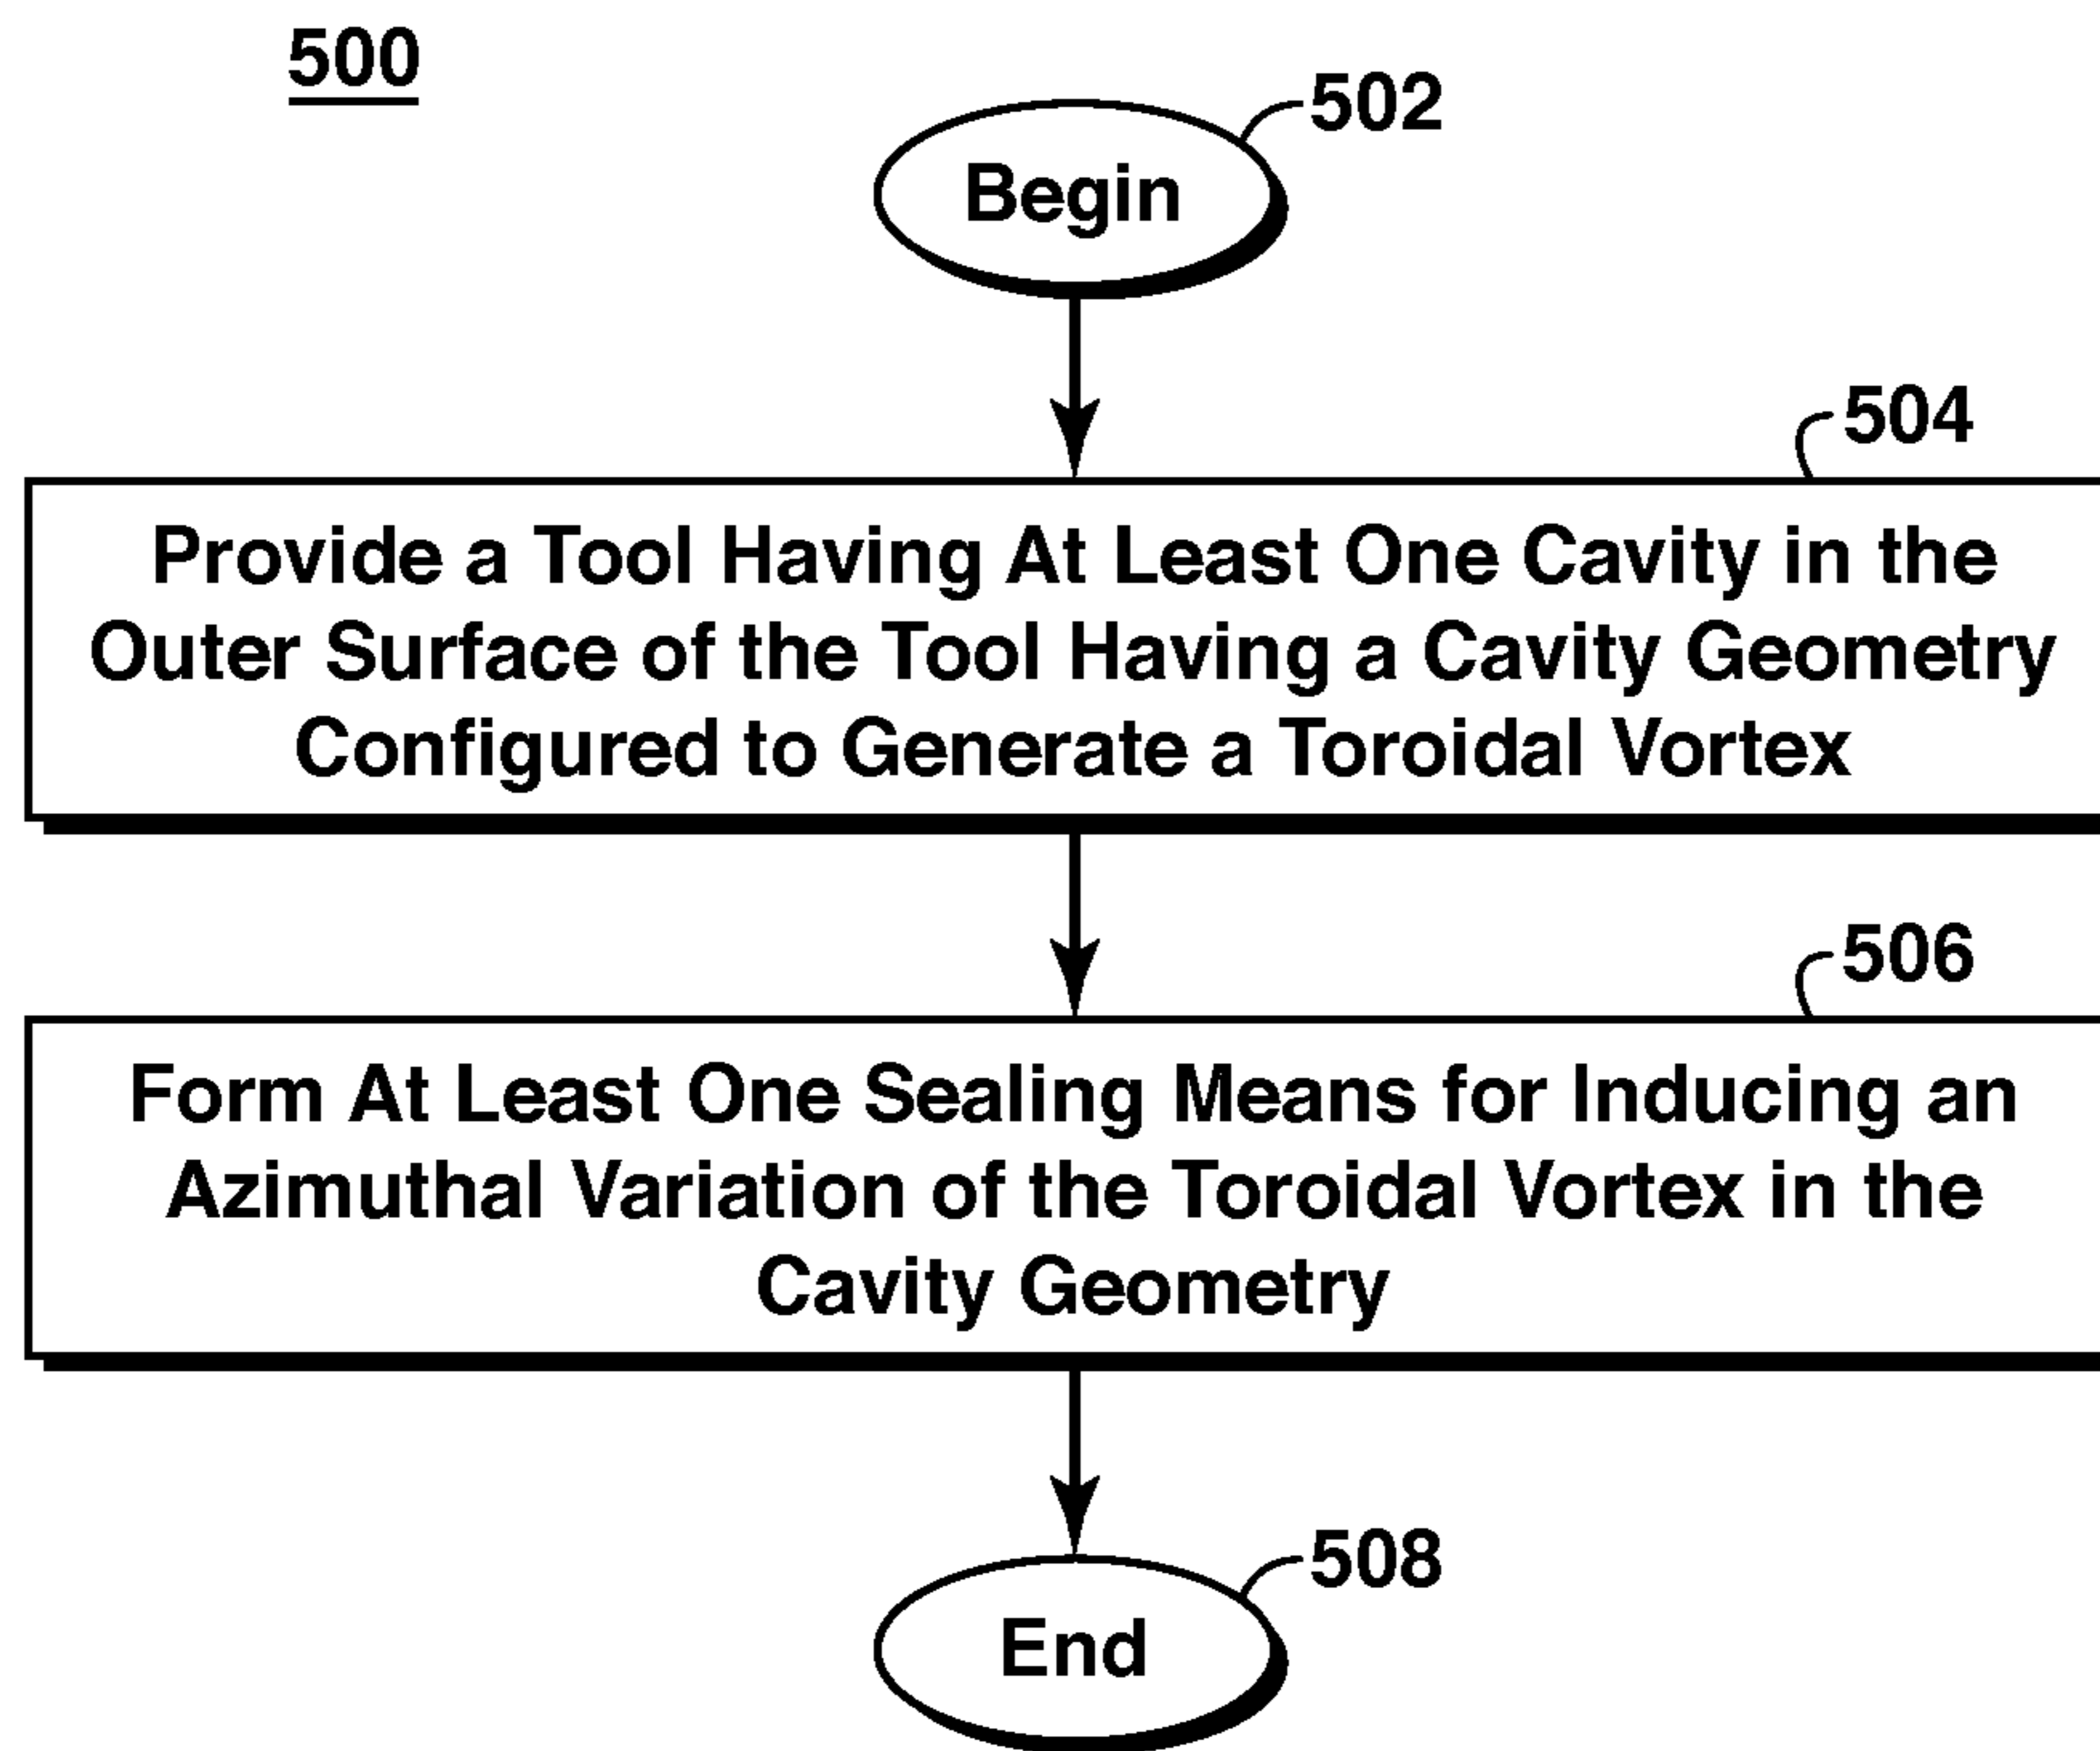 500
502
Begin
504
Provide a Tool Having At Least One Cavity in the
Outer Surface of the Tool Having a Cavity Geometry
Configured to Generate a Toroidal Vortex
506
Form At Least One Sealing Means for Inducing an
Azimuthal Variation of the Toroidal Vortex in the
Cavity Geometry
508
End